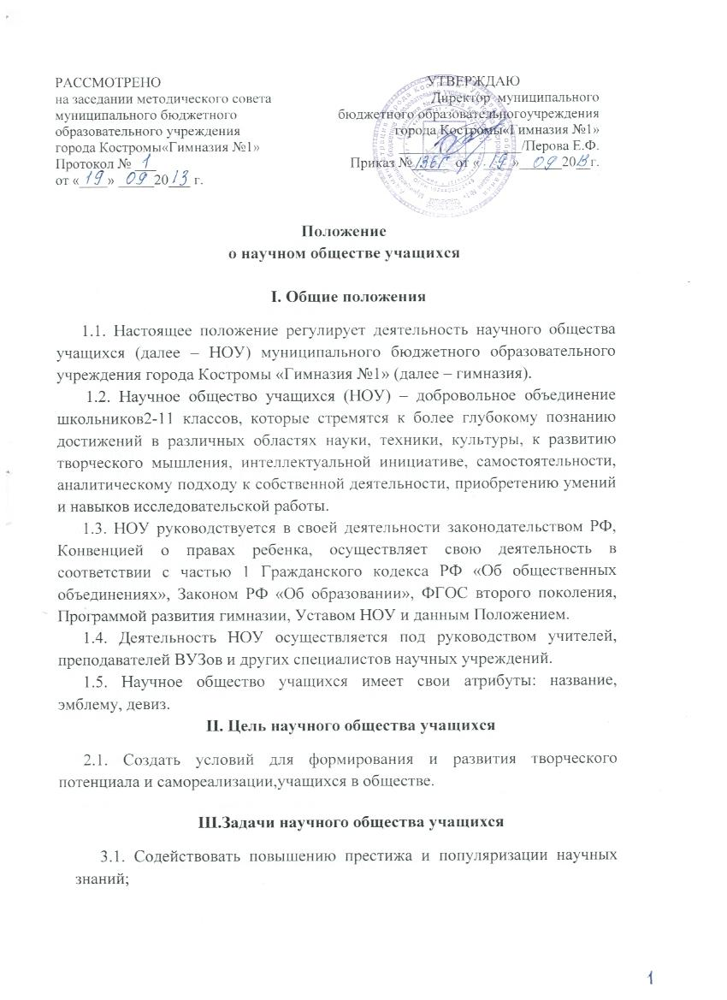 РАССМОТРЕНО
на заседании методического совета
муниципального бюджетного
образовательного учреждения
города Костромы«Гимназия №1»
Протокол № 1
от «19» 09 2013 г.
УТВЕРЖДАЮ
Директор муниципального
бюджетного образовательногоучреждения
города Костромы«Гимназия №1»
/Перова Е.Ф.
Приказ № от «19» 09 2013г.
Положение
о научном обществе учащихся
I. Общие положения
1.1. Настоящее положение регулирует деятельность научного общества
учащихся (далее – НОУ) муниципального бюджетного образовательного
учреждения города Костромы «Гимназия №1» (далее – гимназия).
1.2. Научное общество учащихся (НОУ) – добровольное объединение
школьников2-11 классов, которые стремятся к более глубокому познанию
достижений в различных областях науки, техники, культуры, к развитию
творческого мышления, интеллектуальной инициативе, самостоятельности,
аналитическому подходу к собственной деятельности, приобретению умений
и навыков исследовательской работы.
1.3. НОУ руководствуется в своей деятельности законодательством РФ,
Конвенцией о правах ребенка, осуществляет свою деятельность в
соответствии с частью 1 Гражданского кодекса РФ «Об общественных
объединениях», Законом РФ «Об образовании», ФГОС второго поколения,
Программой развития гимназии, Уставом НОУ и данным Положением.
1.4. Деятельность НОУ осуществляется под руководством учителей,
преподавателей ВУЗов и других специалистов научных учреждений.
1.5. Научное общество учащихся имеет свои атрибуты: название,
эмблему, девиз.
II. Цель научного общества учащихся
2.1. Создать условий для формирования и развития творческого
потенциала и самореализации,учащихся в обществе.
III.Задачи научного общества учащихся
3.1. Содействовать повышению престижа и популяризации научных
знаний;
1